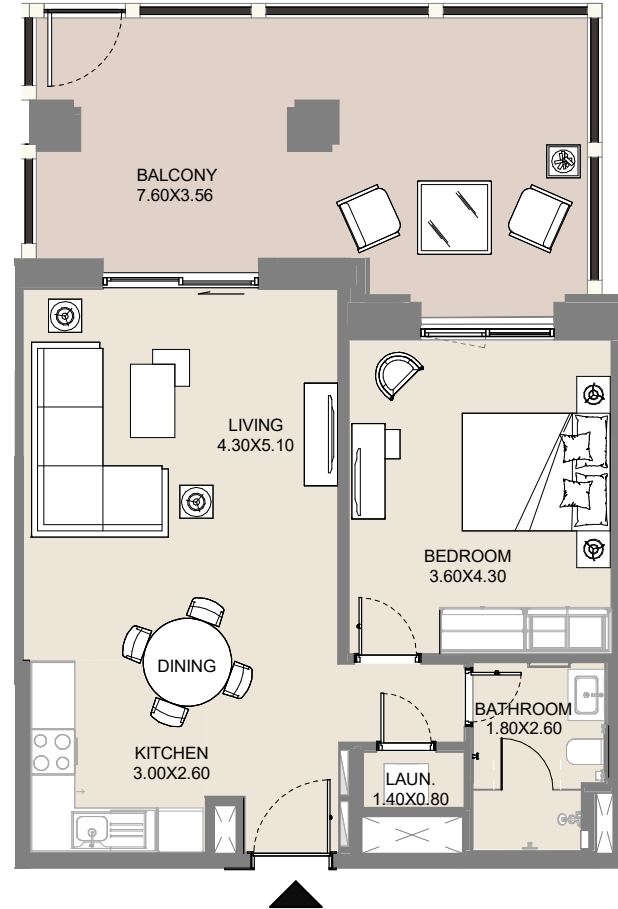 BALCONY
7.60X3.56
LIVING
4.30X5.10
BEDROOM
3.60X4.30
DINING
BATHROOM
1.80X2.60
KITCHEN
3.00X2.60
LAUN.
1.40X0.80